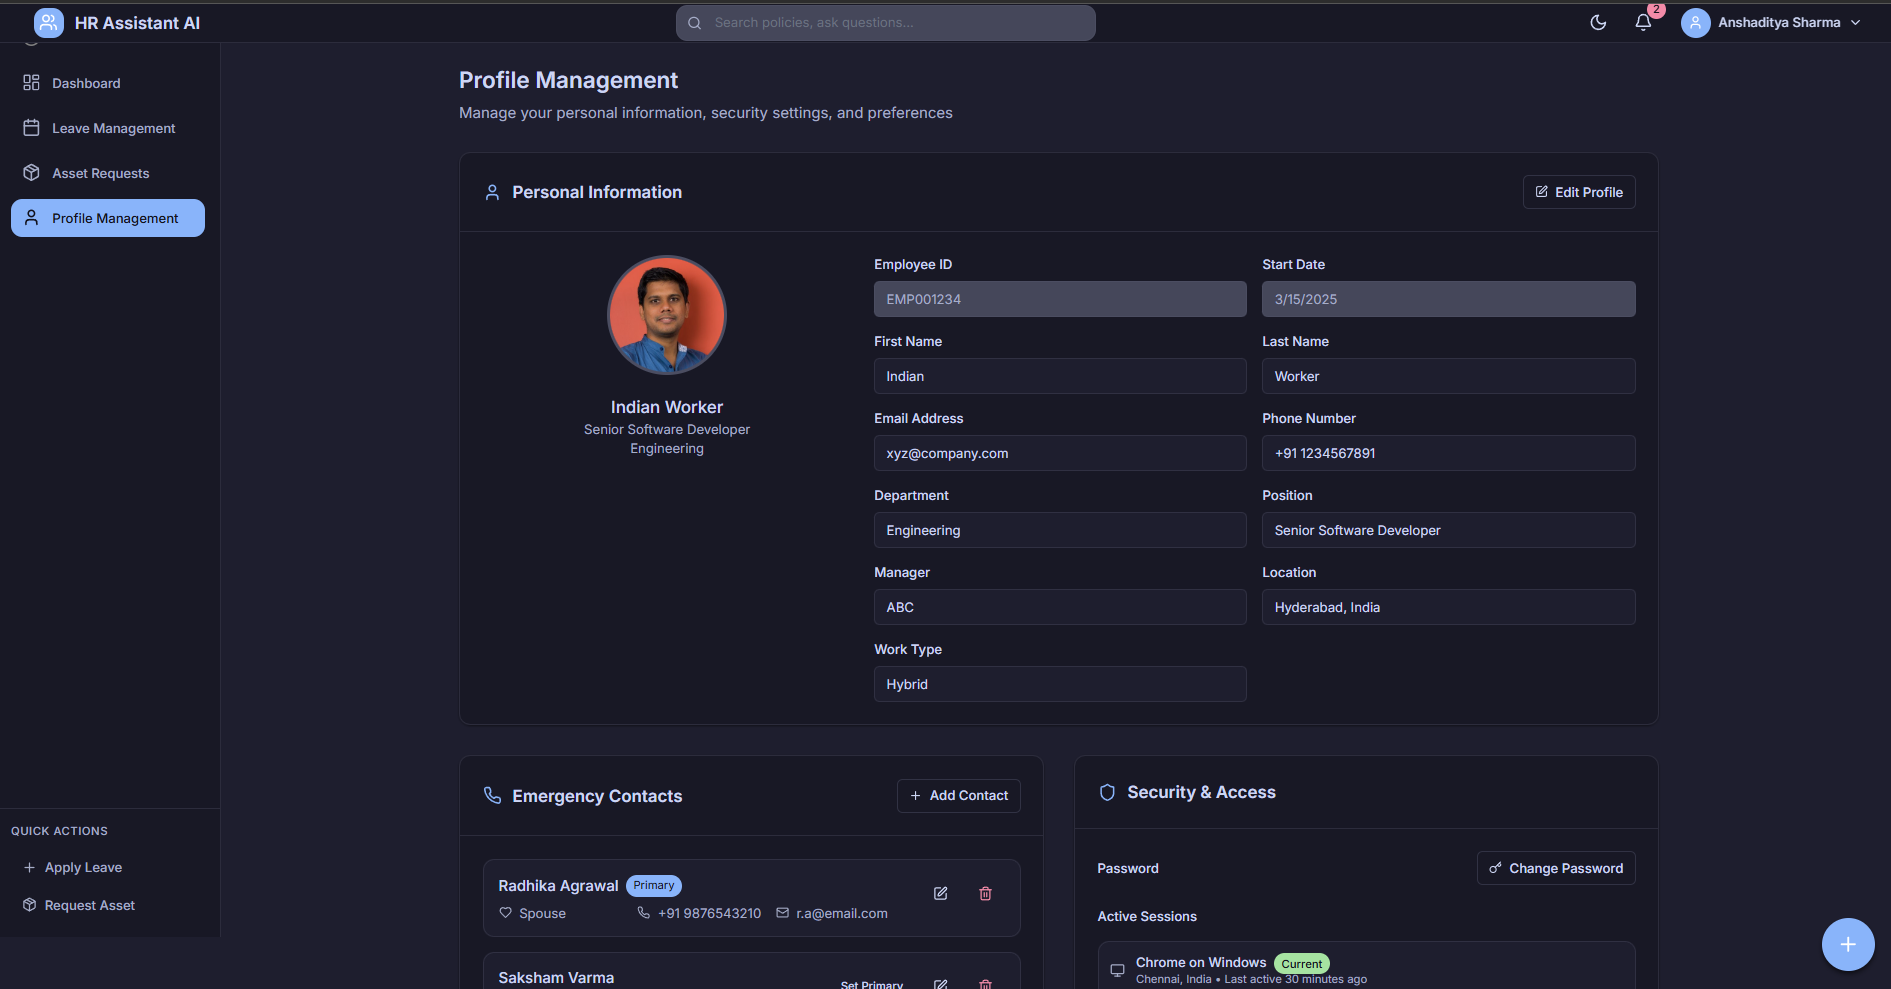 HR Assistant AI
Search policies, ask questions...
2
Anshaditya Sharma
Dashboard
Leave Management
Asset Requests
Profile Management
QUICK ACTIONS
Apply Leave
Request Asset
Profile Management
Manage your personal information, security settings, and preferences
Personal Information
Edit Profile
Indian Worker
Senior Software Developer
Engineering
Employee ID
EMP001234
Start Date
3/15/2025
First Name
Indian
Last Name
Worker
Email Address
xyz@company.com
Phone Number
+91 1234567891
Department
Engineering
Position
Senior Software Developer
Manager
ABC
Location
Hyderabad, India
Work Type
Hybrid
Emergency Contacts
Add Contact
Radhika Agrawal Primary
Spouse +91 9876543210 r.a@email.com
Saksham Varma
Set Primary
Security & Access
Password
Change Password
Active Sessions
Chrome on Windows Current
Chennai, India • Last active 30 minutes ago